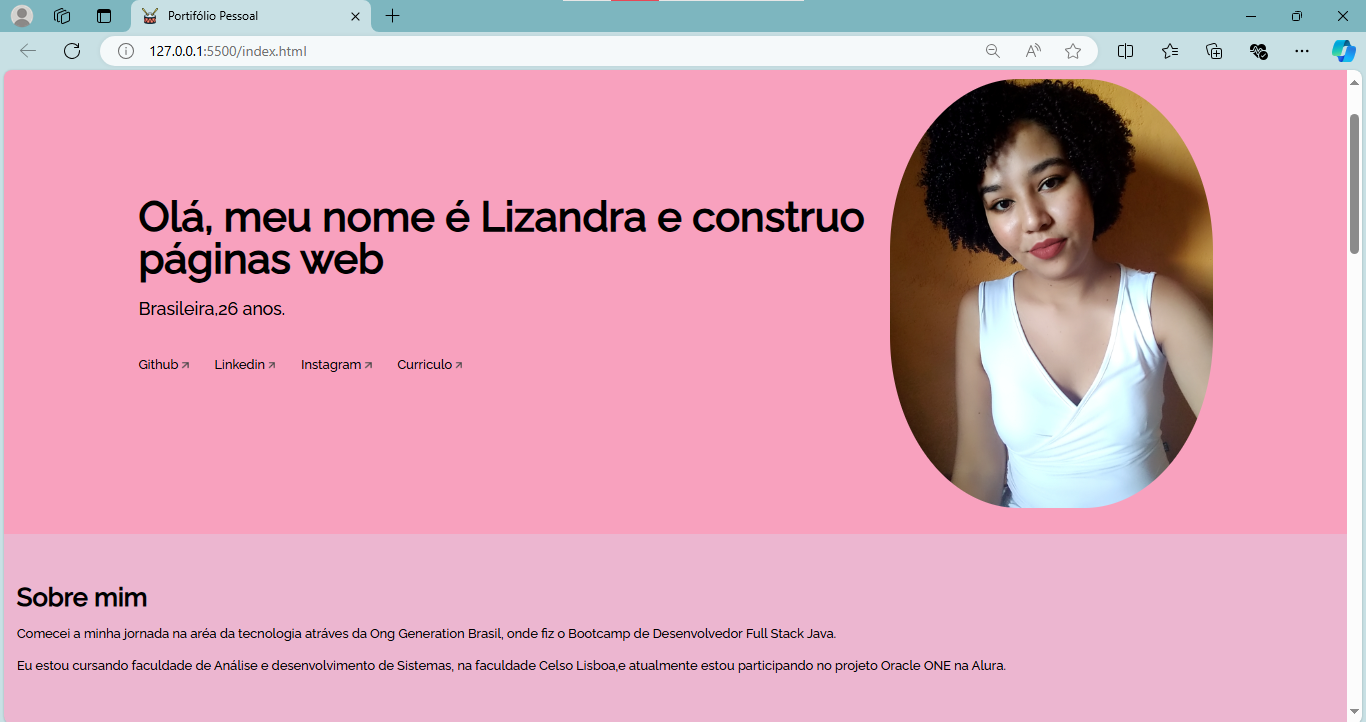 Portifólio Pessoal
127.0.0.1:5500/index.html
Olá, meu nome é Lizandra e construo
páginas web
Brasileira,26 anos.
Github Linkedin Instagram Curriculo
Sobre mim
Comecei a minha jornada na aréa da tecnologia atráves da Ong Generation Brasil, onde fiz o Bootcamp de Desenvolvedor Full Stack Java.
Eu estou cursando faculdade de Análise e desenvolvimento de Sistemas, na faculdade Celso Lisboa,e atualmente estou participando no projeto Oracle ONE na Alura.